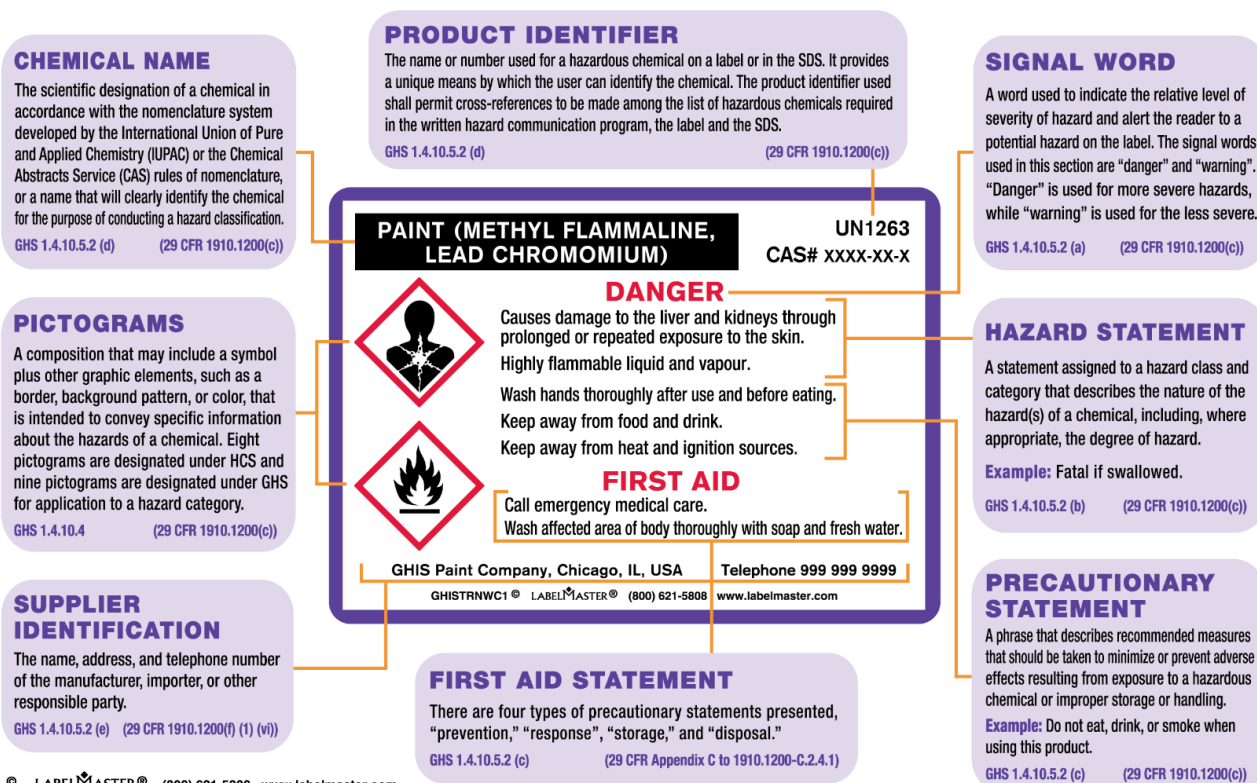 CHEMICAL NAME
The scientific designation of a chemical in
accordance with the nomenclature system
developed by the International Union of Pure
and Applied Chemistry (IUPAC) or the Chemical
Abstracts Service (CAS) rules of nomenclature,
or a name that will clearly identify the chemical
for the purpose of conducting a hazard classification.
GHS 1.4.10.5.2 (d) (29 CFR 1910.1200(c))
PRODUCT IDENTIFIER
The name or number used for a hazardous chemical on a label or in the SDS. It provides
a unique means by which the user can identify the chemical. The product identifier used
shall permit cross-references to be made among the list of hazardous chemicals required
in the written hazard communication program, the label and the SDS.
GHS 1.4.10.5.2 (d) (29 CFR 1910.1200(c))
SIGNAL WORD
A word used to indicate the relative level of
severity of hazard and alert the reader to a
potential hazard on the label. The signal words
used in this section are “danger” and “warning”.
“Danger” is used for more severe hazards,
while “warning” is used for the less severe.
GHS 1.4.10.5.2 (a) (29 CFR 1910.1200(c))
PICTOGRAMS
A composition that may include a symbol
plus other graphic elements, such as a
border, background pattern, or color, that
is intended to convey specific information
about the hazards of a chemical. Eight
pictograms are designated under HCS and
nine pictograms are designated under GHS
for application to a hazard category.
GHS 1.4.10.4 (29 CFR 1910.1200(c))
PAINT (METHYL FLAMMALINE,
LEAD CHROMOMIUM)
UN1263
CAS# XXXX-XX-X
DANGER
Causes damage to the liver and kidneys through
prolonged or repeated exposure to the skin.
Highly flammable liquid and vapour.
Wash hands thoroughly after use and before eating.
Keep away from food and drink.
Keep away from heat and ignition sources.
FIRST AID
Call emergency medical care.
Wash affected area of body thoroughly with soap and fresh water.
GHIS Paint Company, Chicago, IL, USA Telephone 999 999 9999
GHISTRNWC1 © LABELMASTER® (800) 621-5808 www.labelmaster.com
HAZARD STATEMENT
A statement assigned to a hazard class and
category that describes the nature of the
hazard(s) of a chemical, including, where
appropriate, the degree of hazard.
Example: Fatal if swallowed.
GHS 1.4.10.5.2 (b) (29 CFR 1910.1200(c))
SUPPLIER
IDENTIFICATION
The name, address, and telephone number
of the manufacturer, importer, or other
responsible party.
GHS 1.4.10.5.2 (e) (29 CFR 1910.1200(f) (1) (vi))
FIRST AID STATEMENT
There are four types of precautionary statements presented,
“prevention,” “response”, “storage,” and “disposal.”
GHS 1.4.10.5.2 (c) (29 CFR Appendix C to 1910.1200-C.2.4.1)
PRECAUTIONARY
STATEMENT
A phrase that describes recommended measures
that should be taken to minimize or prevent adverse
effects resulting from exposure to a hazardous
chemical or improper storage or handling.
Example: Do not eat, drink, or smoke when
using this product.
GHS 1.4.10.5.2 (c) (29 CFR 1910.1200(c))
© LABELMASTER® (800) 621-5808 www.labelmaster.com